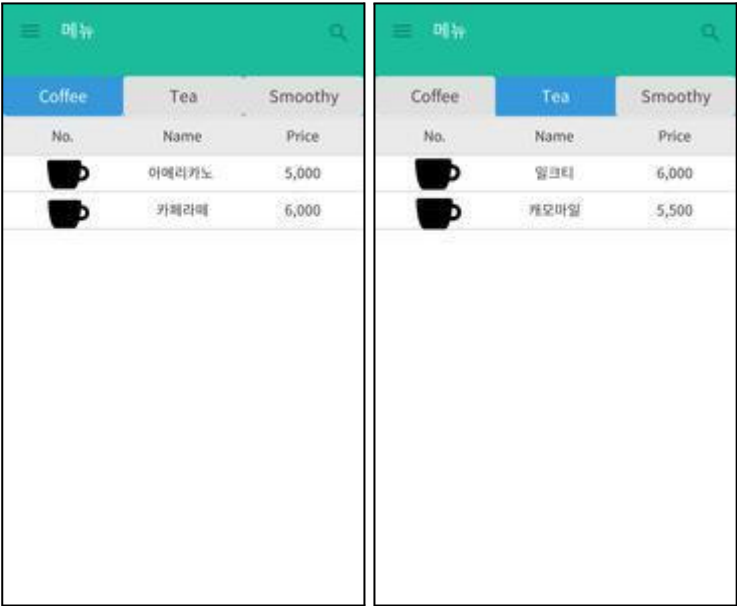 메뉴
Coffee Tea Smoothy
No. Name Price
아메리카노 5,000
카페라떼 6,000
메뉴
Coffee Tea Smoothy
No. Name Price
밀크티 6,000
캐모마일 5,500